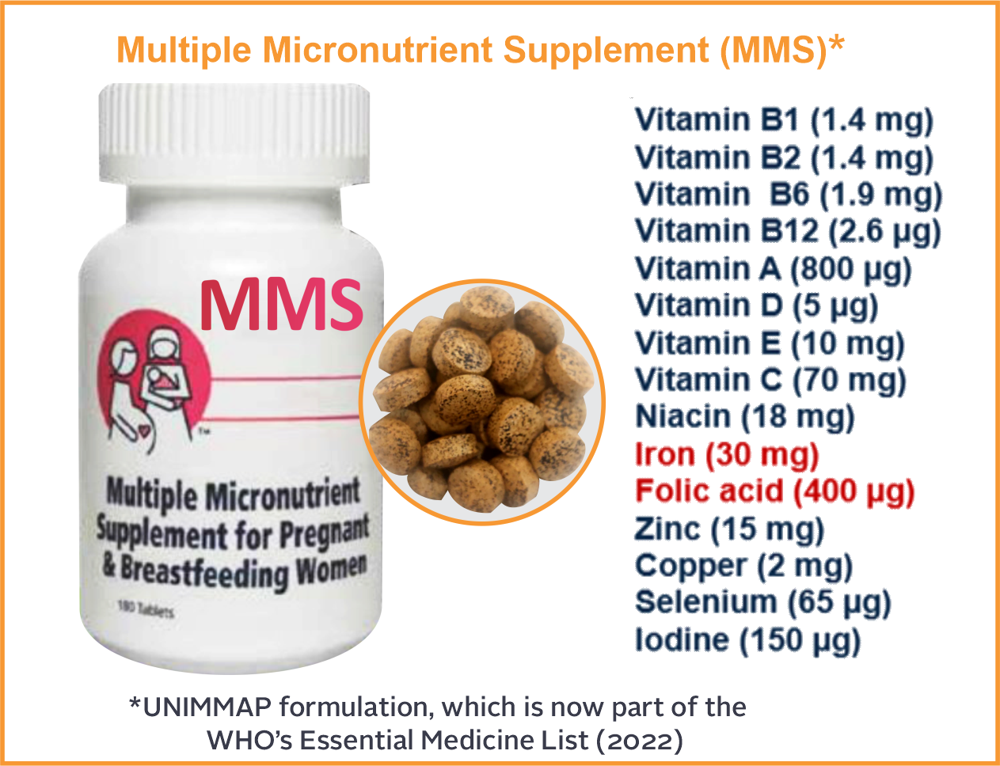 Multiple Micronutrient Supplement (MMS)*
MMS
™
Multiple Micronutrient
Supplement for Pregnant
& Breastfeeding Women
180 Tablets
Vitamin B1 (1.4 mg)
Vitamin B2 (1.4 mg)
Vitamin B6 (1.9 mg)
Vitamin B12 (2.6 µg)
Vitamin A (800 µg)
Vitamin D (5 µg)
Vitamin E (10 mg)
Vitamin C (70 mg)
Niacin (18 mg)
Iron (30 mg)
Folic acid (400 µg)
Zinc (15 mg)
Copper (2 mg)
Selenium (65 µg)
Iodine (150 µg)
*UNIMMAP formulation, which is now part of the
WHO’s Essential Medicine List (2022)